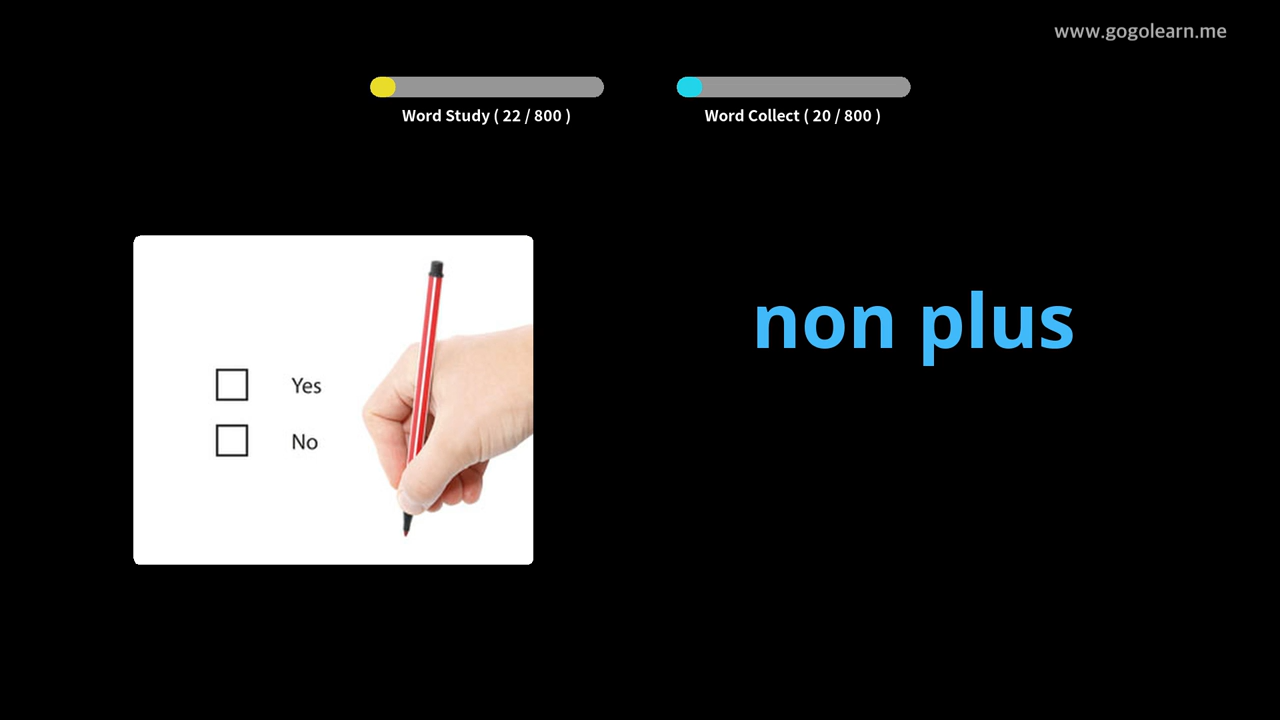 www.gogolearn.me
Word Study ( 22 / 800 )
Word Collect ( 20 / 800 )
non plus
Yes
No